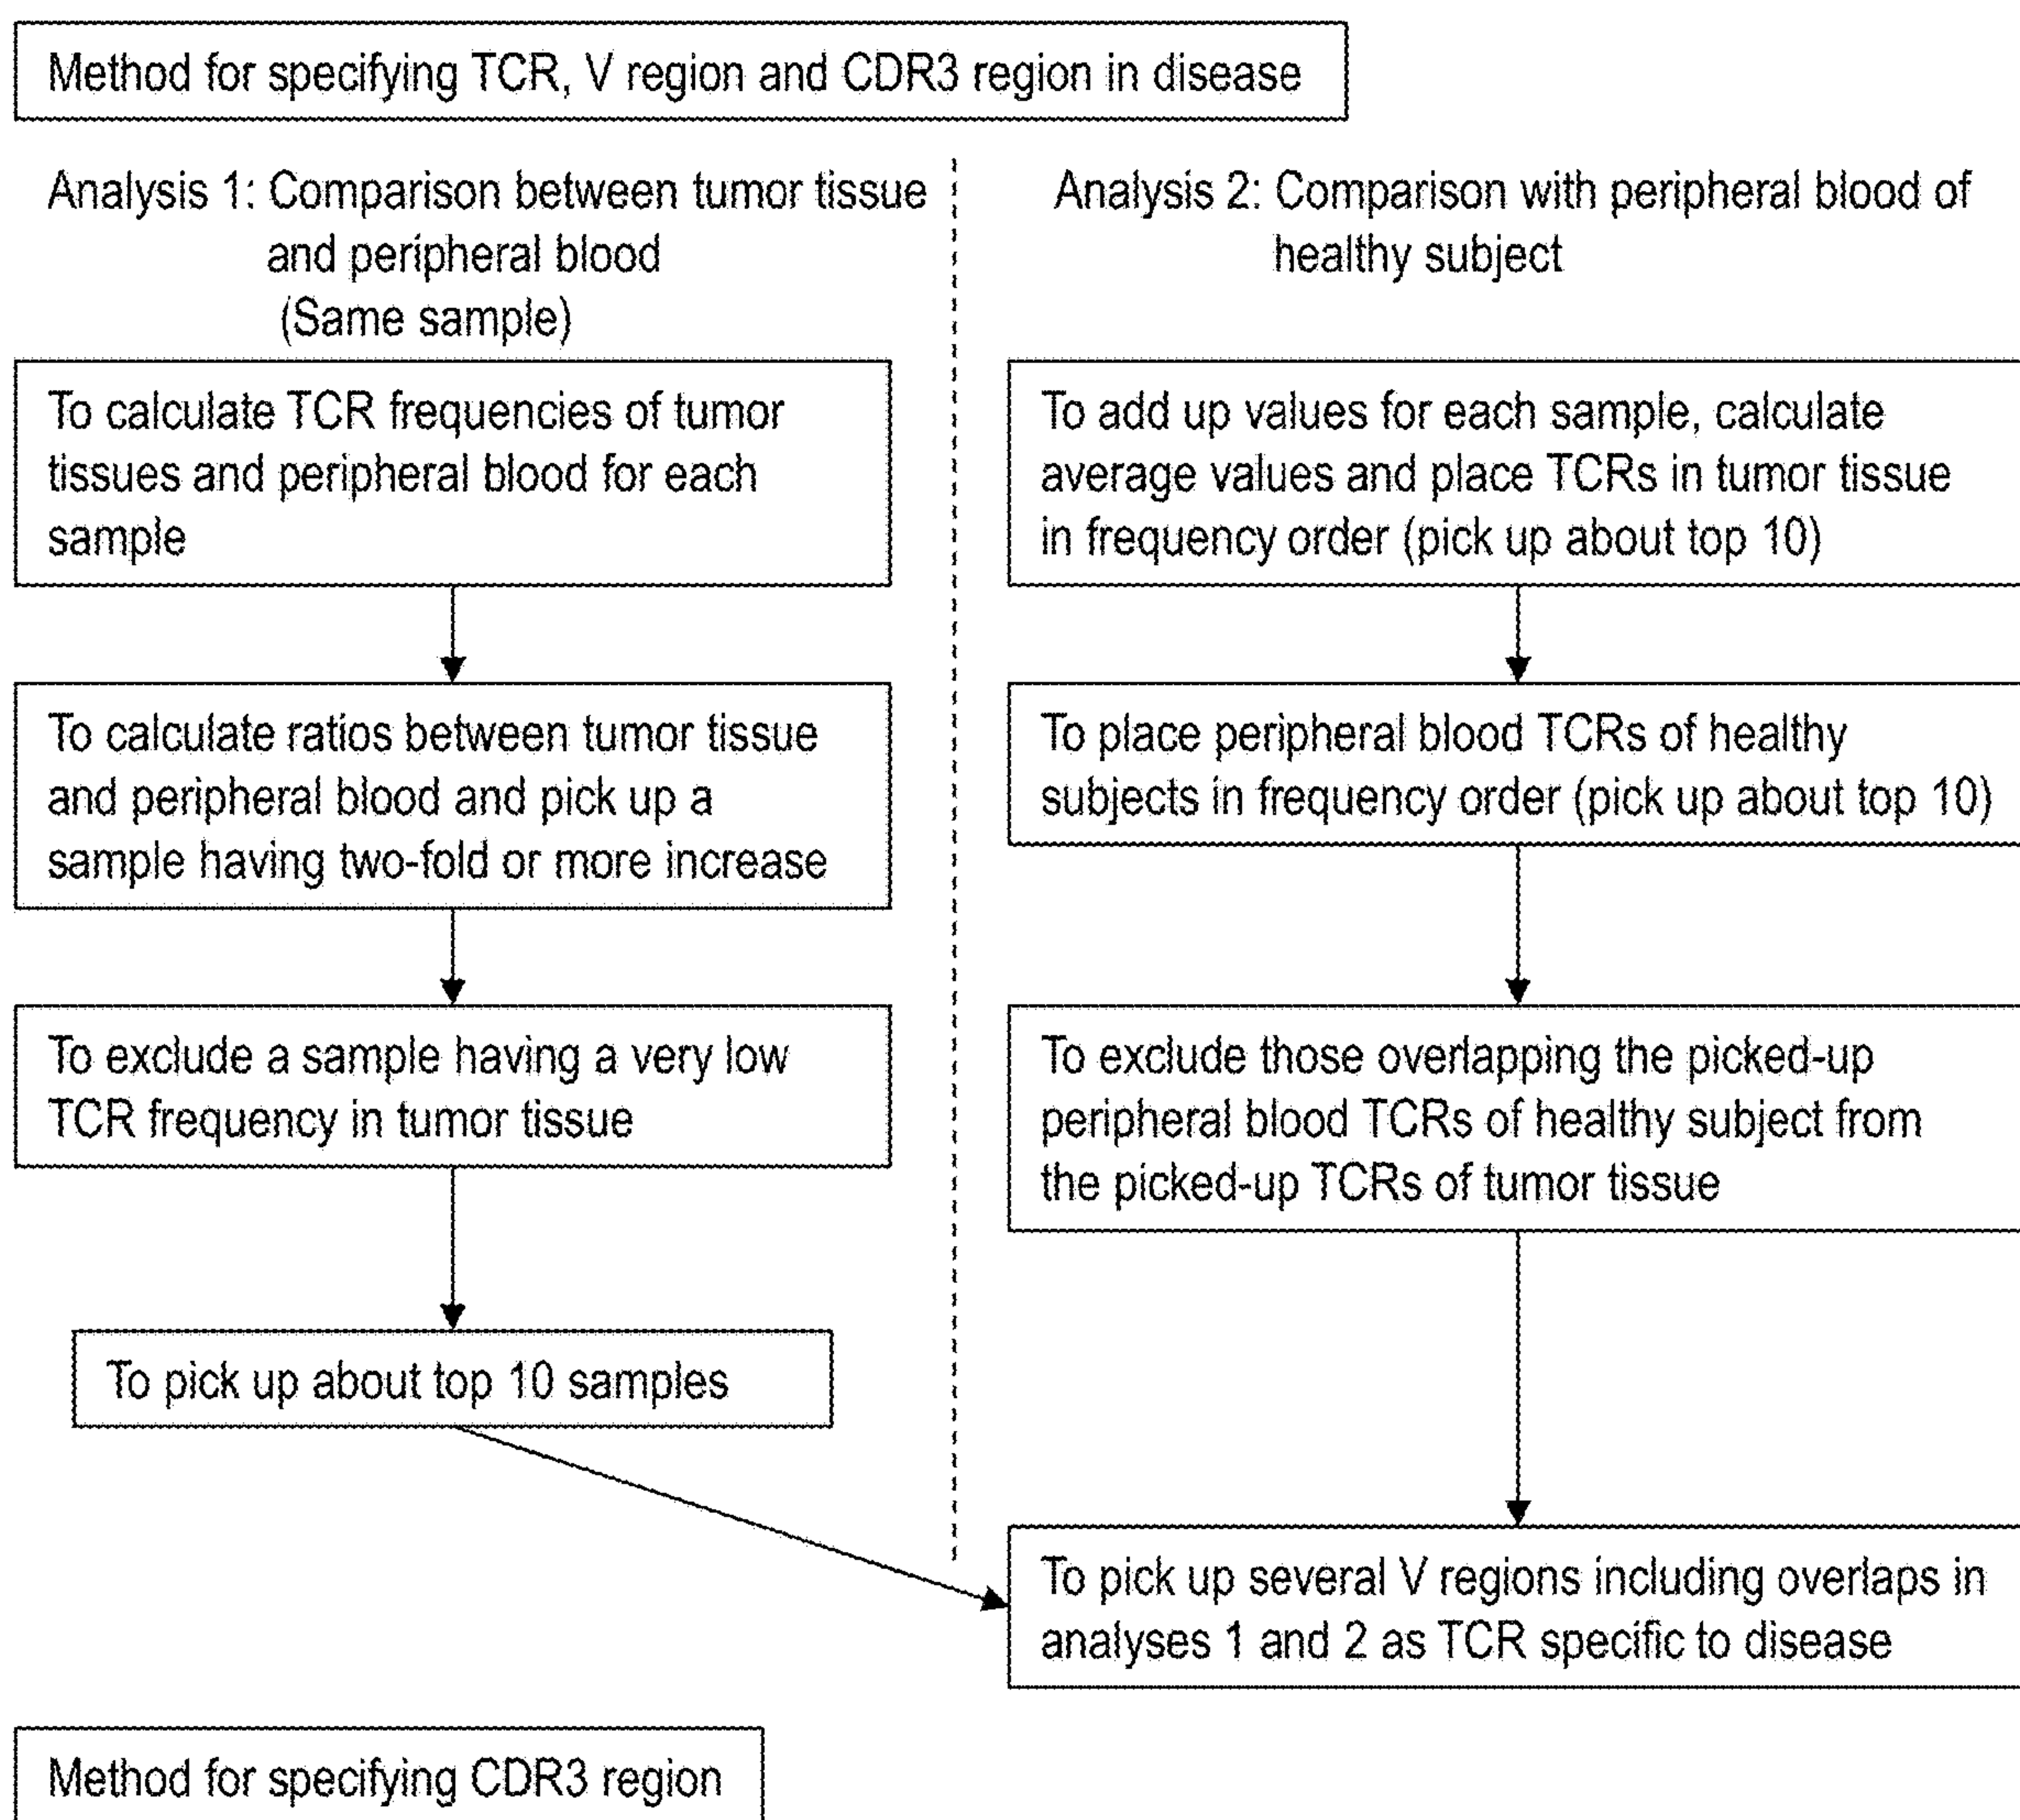 Method for specifying TCR, V region and CDR3 region in disease
Analysis 1: Comparison between tumor tissue
and peripheral blood
(Same sample)
To calculate TCR frequencies of tumor
tissues and peripheral blood for each
sample
To calculate ratios between tumor tissue
and peripheral blood and pick up a
sample having two-fold or more increase
To exclude a sample having a very low
TCR frequency in tumor tissue
To pick up about top 10 samples
Analysis 2: Comparison with peripheral blood of
healthy subject
To add up values for each sample, calculate
average values and place TCRs in tumor tissue
in frequency order (pick up about top 10)
To place peripheral blood TCRs of healthy
subjects in frequency order (pick up about top 10)
To exclude those overlapping the picked-up
peripheral blood TCRs of healthy subject from
the picked-up TCRs of tumor tissue
To pick up several V regions including overlaps in
analyses 1 and 2 as TCR specific to disease
Method for specifying CDR3 region